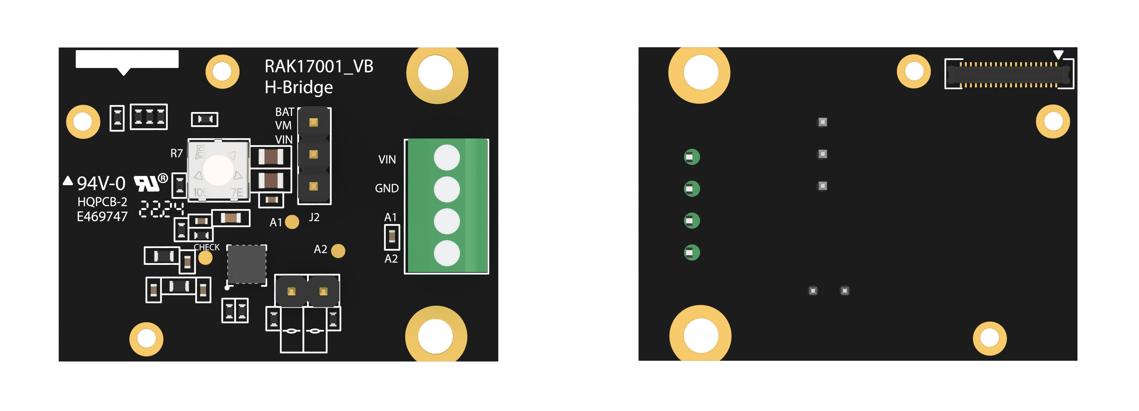 RAK17001_VB
H-Bridge
BAT
VM
VIN
R7
VIN
94V-0
®
GND
HQPCB-2
2224
E469747
A1
J2
A1
CHECK
A2
A2